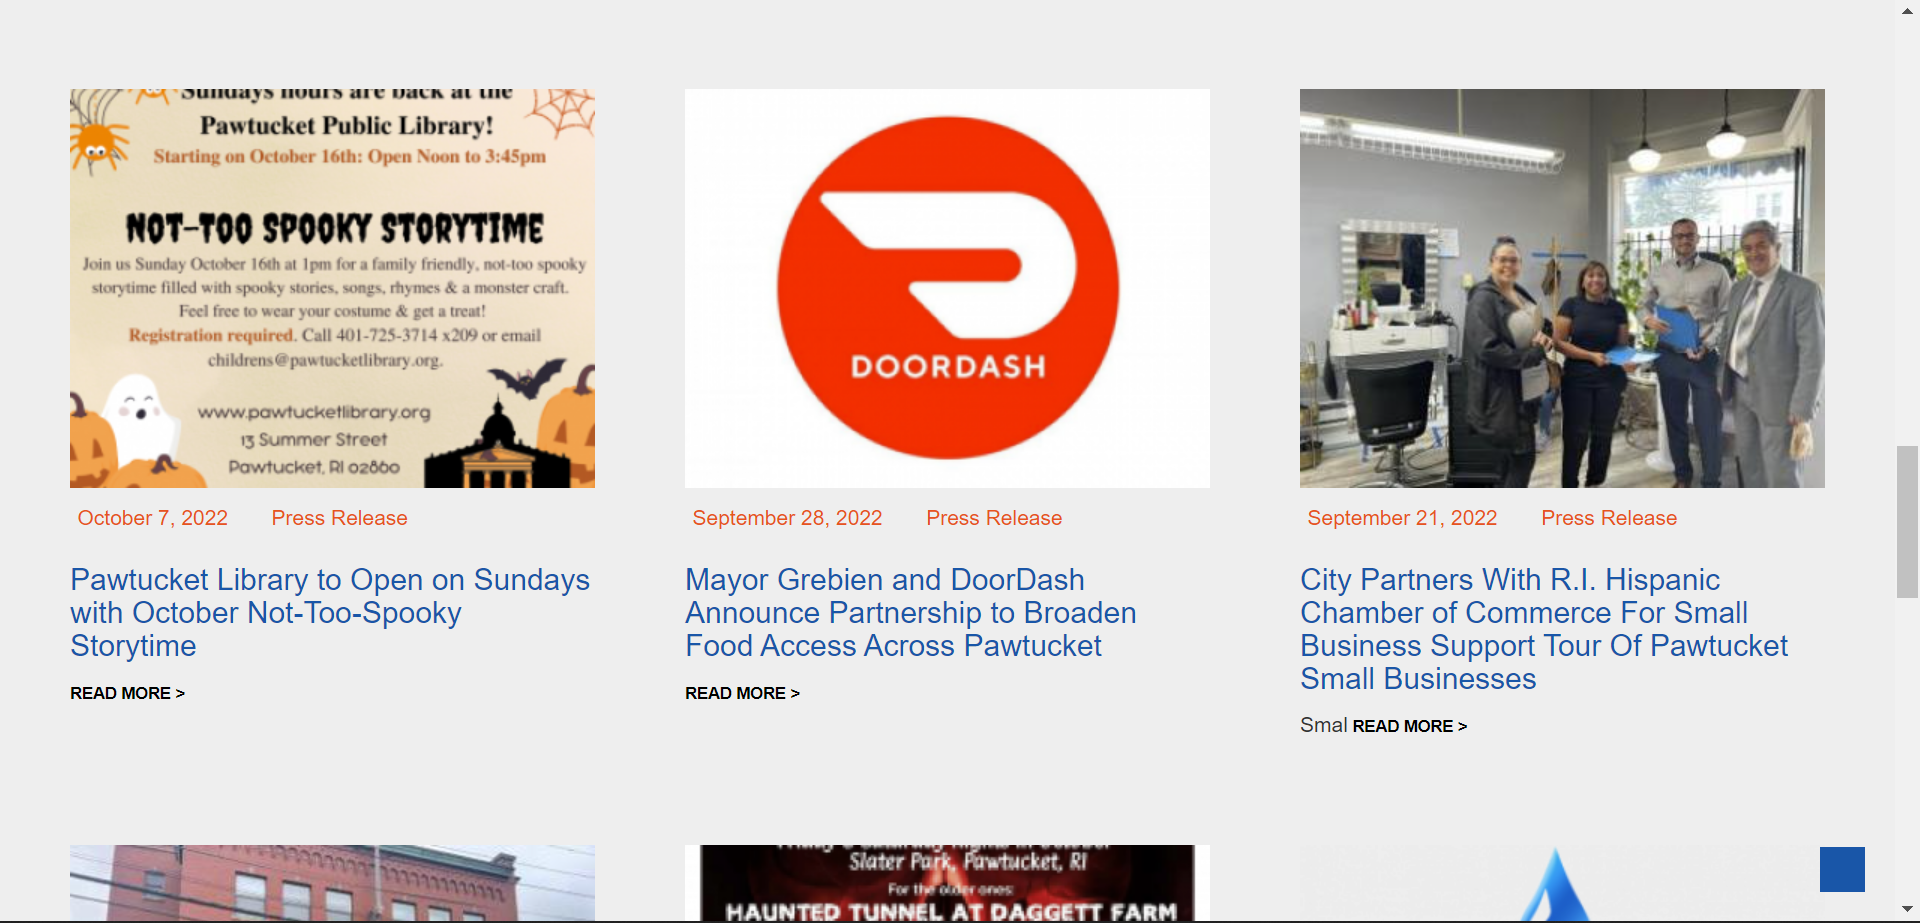 Sundays hours are back at the
Pawtucket Public Library!
Starting on October 16th: Open Noon to 3:45pm
NOT-TOO SPOOKY STORYTIME
Join us Sunday October 16th at 1pm for a family friendly, not-too spooky
storytime filled with spooky stories, songs, rhymes & a monster craft.
Feel free to wear your costume & get a treat!
Registration required. Call 401-725-3714 x209 or email
childrens@pawtucketlibrary.org.
www.pawtucketlibrary.org
13 Summer Street
Pawtucket, RI 02860
DOORDASH
October 7, 2022 Press Release
Pawtucket Library to Open on Sundays
with October Not-Too-Spooky
Storytime
READ MORE >
September 28, 2022 Press Release
Mayor Grebien and DoorDash
Announce Partnership to Broaden
Food Access Across Pawtucket
READ MORE >
September 21, 2022 Press Release
City Partners With R.I. Hispanic
Chamber of Commerce For Small
Business Support Tour Of Pawtucket
Small Businesses
Smal READ MORE >
Slater Park, Pawtucket, RI
For the older ones:
HAUNTED TUNNEL AT DAGGETT FARM